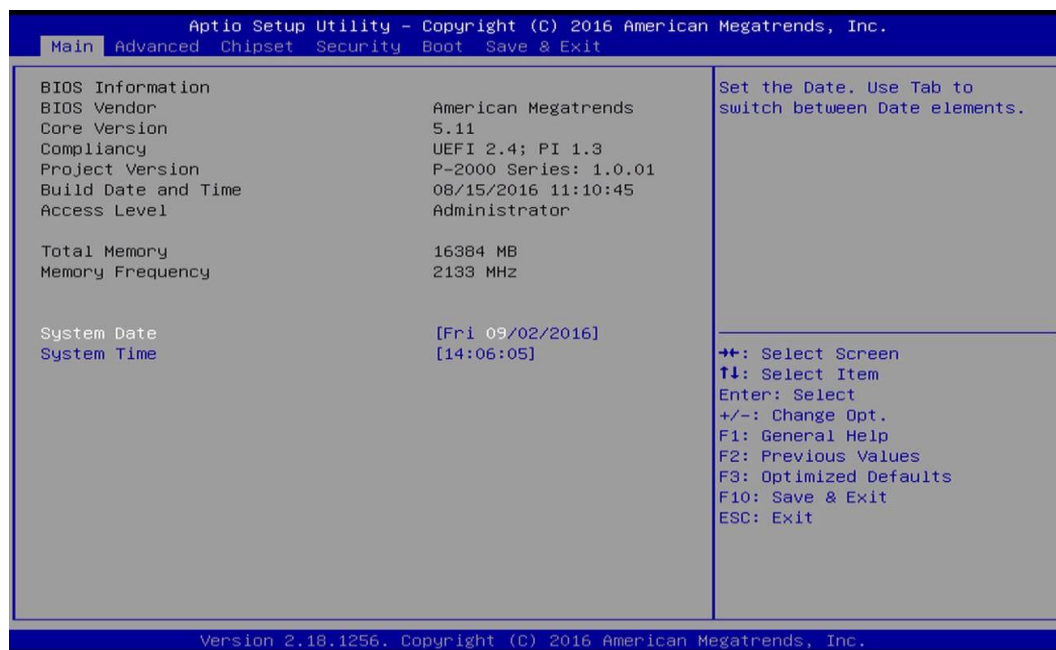 Aptio Setup Utility – Copyright (C) 2016 American Megatrends, Inc.
Main Advanced Chipset Security Boot Save & Exit
BIOS Information
BIOS Vendor American Megatrends
Core Version 5.11
Compliancy UEFI 2.4; PI 1.3
Project Version P-2000 Series: 1.0.01
Build Date and Time 08/15/2016 11:10:45
Access Level Administrator
Total Memory 16384 MB
Memory Frequency 2133 MHz
System Date [Fri 09/02/2016]
System Time [14:06:05]
Set the Date. Use Tab to
switch between Date elements.
→←: Select Screen
↑↓: Select Item
Enter: Select
+/-: Change Opt.
F1: General Help
F2: Previous Values
F3: Optimized Defaults
F10: Save & Exit
ESC: Exit
Version 2.18.1256. Copyright (C) 2016 American Megatrends, Inc.